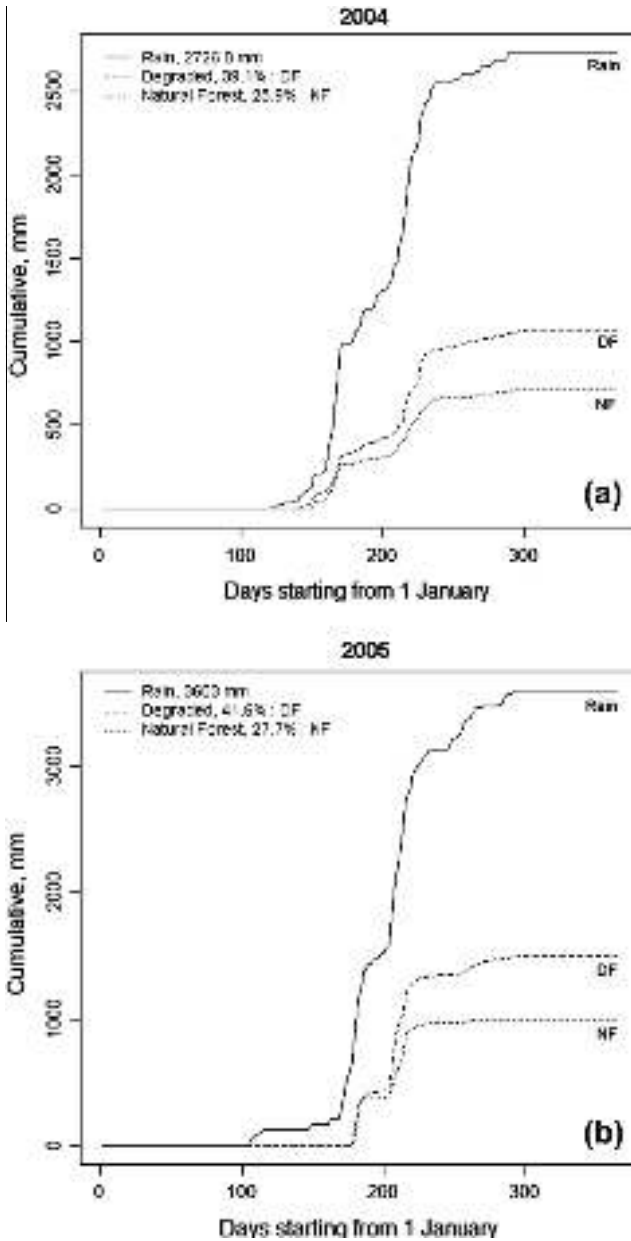 2004
Rain, 2726.0 mm
Degraded, 39.1% : DF
Natural Forest, 25.9% : NF
Rain
DF
NF
(a)
Cumulative, mm
0
500
1000
1500
2000
2500
0
100
200
300
Days starting from 1 January
2005
Rain, 3603 mm
Degraded, 41.6% : DF
Natural Forest, 27.7% : NF
Rain
DF
NF
(b)
Cumulative, mm
0
1000
2000
3000
0
100
200
300
Days starting from 1 January